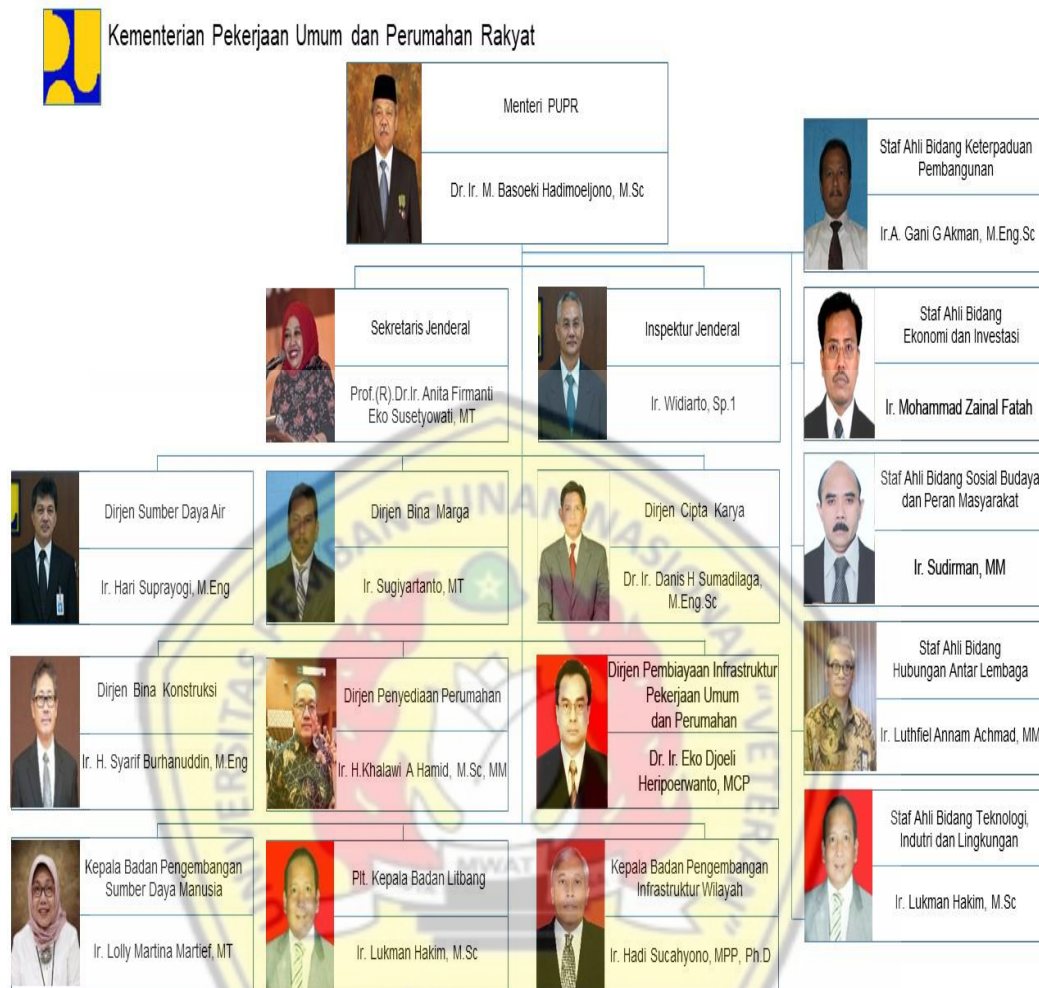 Kementerian Pekerjaan Umum dan Perumahan Rakyat
Menteri PUPR
Dr. Ir. M. Basoeki Hadimoeljono, M.Sc
Staf Ahli Bidang Keterpaduan
Pembangunan
Ir.A. Gani G Akman, M.Eng.Sc
Sekretaris Jenderal
Prof.(R).Dr.Ir. Anita Firmanti
Eko Susetyowati, MT
Inspektur Jenderal
Ir. Widiarto, Sp.1
Staf Ahli Bidang
Ekonomi dan Investasi
Ir. Mohammad Zainal Fatah
Dirjen Sumber Daya Air
Ir. Hari Suprayogi, M.Eng
Dirjen Bina Marga
Ir. Sugiyartanto, MT
Dirjen Cipta Karya
Dr. Ir. Danis H Sumadilaga,
M.Eng.Sc
Staf Ahli Bidang Sosial Budaya
dan Peran Masyarakat
Ir. Sudirman, MM
Dirjen Bina Konstruksi
Ir. H. Syarif Burhanuddin, M.Eng
Dirjen Penyediaan Perumahan
Ir. H.Khalawi A Hamid, M.Sc, MM
Dirjen Pembiayaan Infrastruktur
Pekerjaan Umum
dan Perumahan
Dr. Ir. Eko Djoeli
Heripoerwanto, MCP
Staf Ahli Bidang
Hubungan Antar Lembaga
Ir. Luthfiel Annam Achmad, MM
Kepala Badan Pengembangan
Sumber Daya Manusia
Ir. Lolly Martina Martief, MT
Plt. Kepala Badan Litbang
Ir. Lukman Hakim, M.Sc
Kepala Badan Pengembangan
Infrastruktur Wilayah
Ir. Hadi Sucahyono, MPP, Ph.D
Staf Ahli Bidang Teknologi,
Indutri dan Lingkungan
Ir. Lukman Hakim, M.Sc
UNIVERSITAS PEMBANGUNAN NASIONAL "VETERAN"